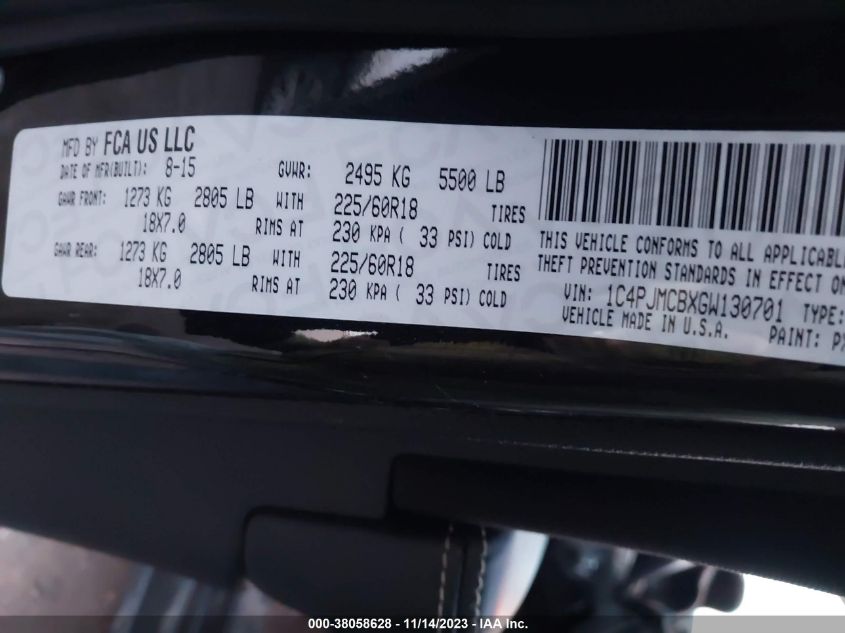 MFD BY FCA US LLC
DATE OF MFR(BUILT): 8-15 GVWR: 2495 KG 5500 LB
GAWR FRONT: 1273 KG 2805 LB WITH 225/60R18 TIRES
18X7.0 RIMS AT 230 KPA ( 33 PSI) COLD
GAWR REAR: 1273 KG 2805 LB WITH 225/60R18 TIRES
18X7.0 RIMS AT 230 KPA ( 33 PSI) COLD
THIS VEHICLE CONFORMS TO ALL APPLICABLE
THEFT PREVENTION STANDARDS IN EFFECT ON
VIN: 1C4PJMCBXGW130701 TYPE:
VEHICLE MADE IN U.S.A. PAINT:
000-38058628 - 11/14/2023 - IAA Inc.